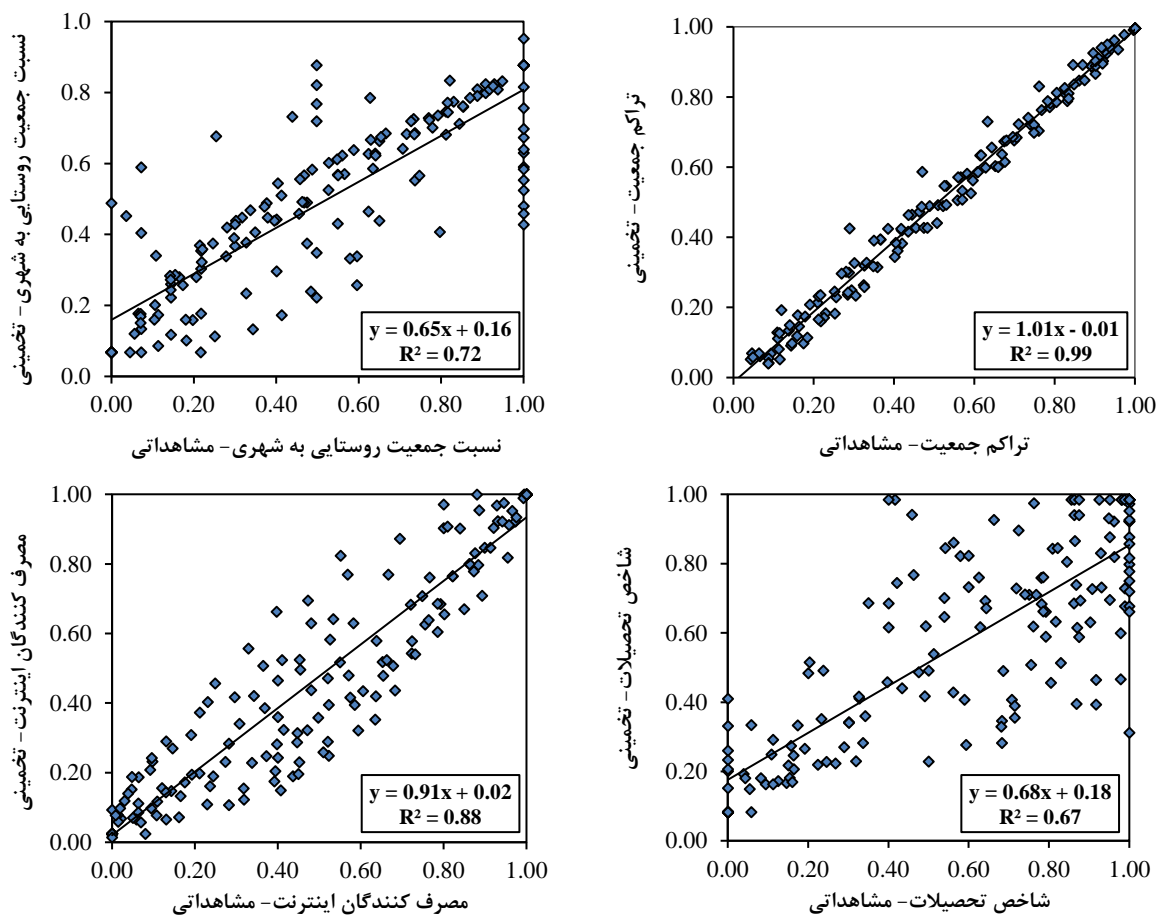 نسبت جمعیت روستایی به شهری- تخمینی
1.0
0.8
0.6
0.4
0.2
0.0
y = 0.65x + 0.16
R² = 0.72
0.00 0.20 0.40 0.60 0.80 1.00
نسبت جمعیت روستایی به شهری- مشاهداتی
تراکم جمعیت- تخمینی
1.00
0.80
0.60
0.40
0.20
0.00
y = 1.01x - 0.01
R² = 0.99
0.00 0.20 0.40 0.60 0.80 1.00
تراکم جمعیت- مشاهداتی
مصرف کنندگان اینترنت- تخمینی
1.00
0.80
0.60
0.40
0.20
0.00
y = 0.91x + 0.02
R² = 0.88
0.00 0.20 0.40 0.60 0.80 1.00
مصرف کنندگان اینترنت- مشاهداتی
شاخص تحصیلات- تخمینی
1.00
0.80
0.60
0.40
0.20
0.00
y = 0.68x + 0.18
R² = 0.67
0.00 0.20 0.40 0.60 0.80 1.00
شاخص تحصیلات- مشاهداتی